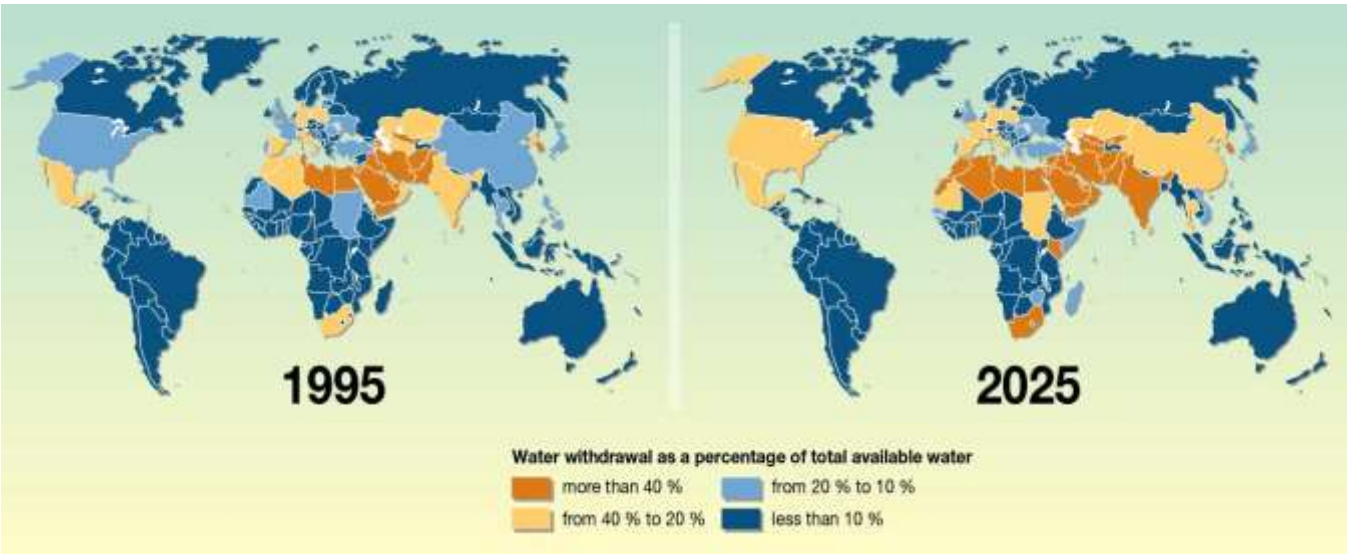 1995
2025
Water withdrawal as a percentage of total available water
more than 40 %
from 20 % to 10 %
from 40 % to 20 %
less than 10 %